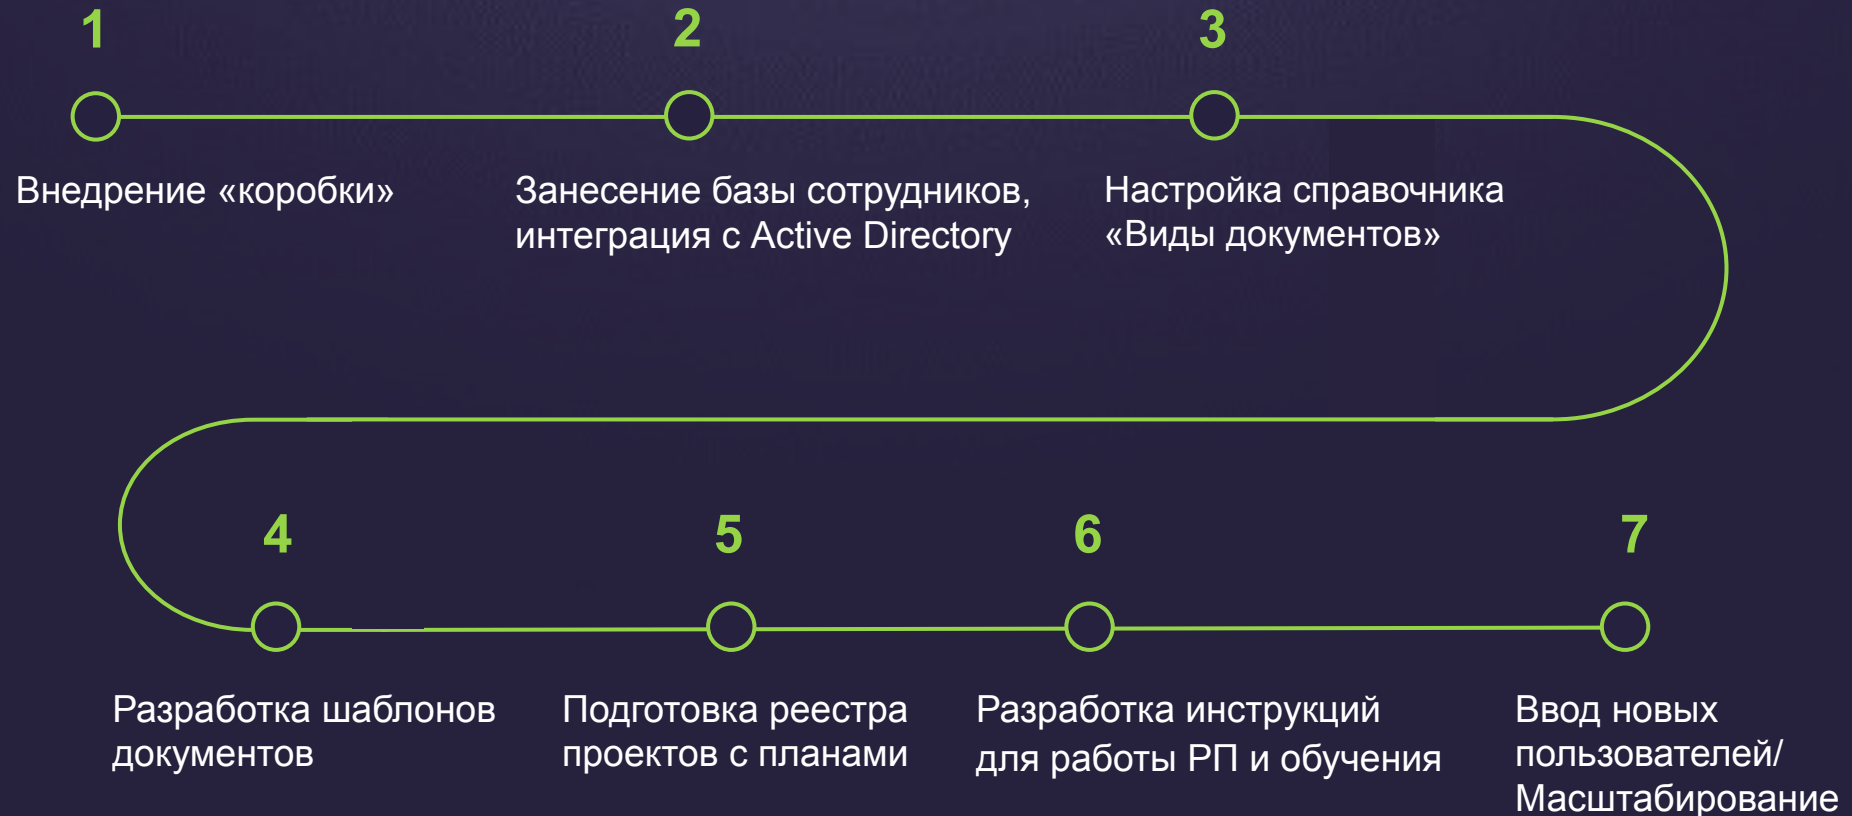 1
2
3
Внедрение «коробки»
Занесение базы сотрудников,
интеграция с Active Directory
Настройка справочника
«Виды документов»
4
5
6
7
Разработка шаблонов
документов
Подготовка реестра
проектов с планами
Разработка инструкций
для работы РП и обучения
Ввод новых
пользователей/
Масштабирование